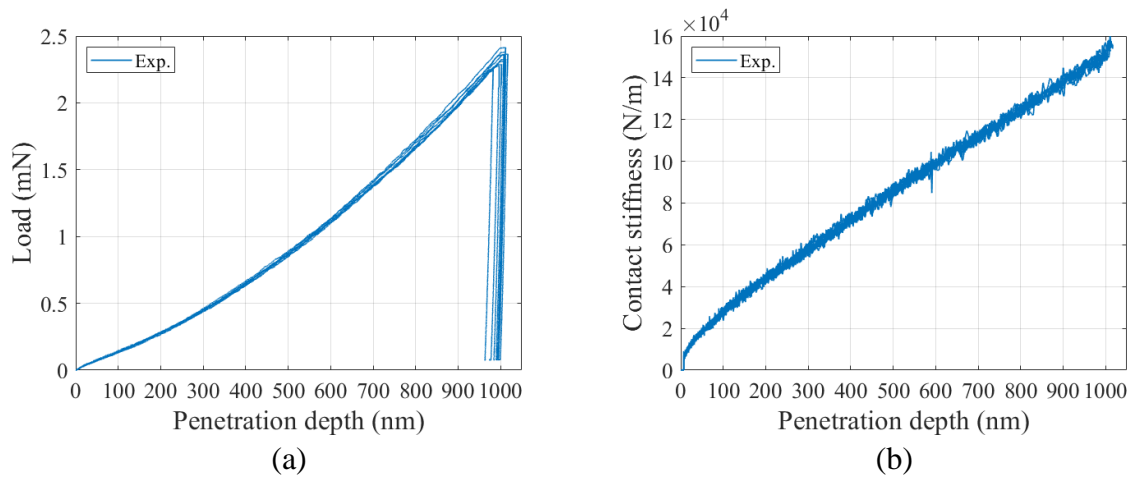 2.5
Exp.
2
1.5
1
0.5
0
Load (mN)
0 100 200 300 400 500 600 700 800 900 1000
Penetration depth (nm)
(a)
×10⁴
16
Exp.
14
12
10
8
6
4
2
0
Contact stiffness (N/m)
0 100 200 300 400 500 600 700 800 900 1000
Penetration depth (nm)
(b)